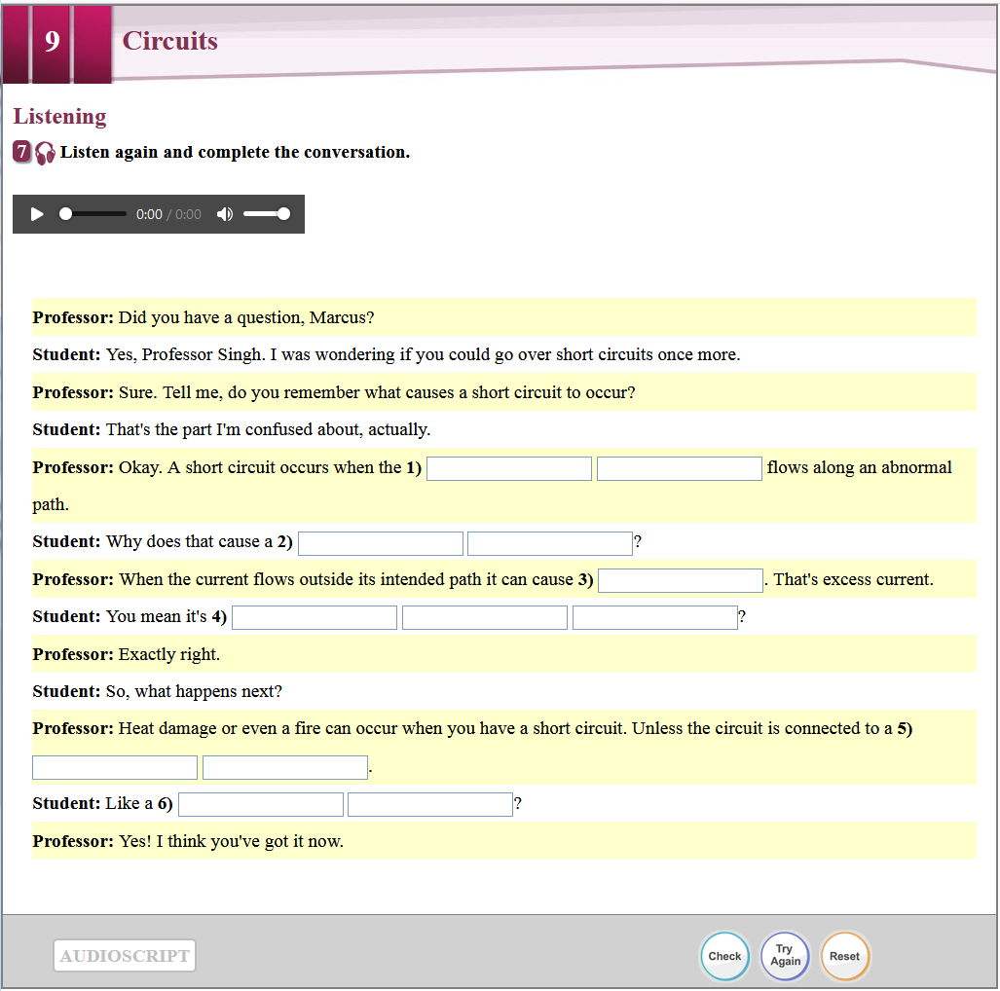 9 Circuits
Listening
7 Listen again and complete the conversation.
0:00 / 0:00
Professor: Did you have a question, Marcus?
Student: Yes, Professor Singh. I was wondering if you could go over short circuits once more.
Professor: Sure. Tell me, do you remember what causes a short circuit to occur?
Student: That's the part I'm confused about, actually.
Professor: Okay. A short circuit occurs when the 1) flows along an abnormal
path.
Student: Why does that cause a 2) ?
Professor: When the current flows outside its intended path it can cause 3) . That's excess current.
Student: You mean it's 4) ?
Professor: Exactly right.
Student: So, what happens next?
Professor: Heat damage or even a fire can occur when you have a short circuit. Unless the circuit is connected to a 5)
.
Student: Like a 6) ?
Professor: Yes! I think you've got it now.
AUDIOSCRIPT
Check
Try
Again
Reset